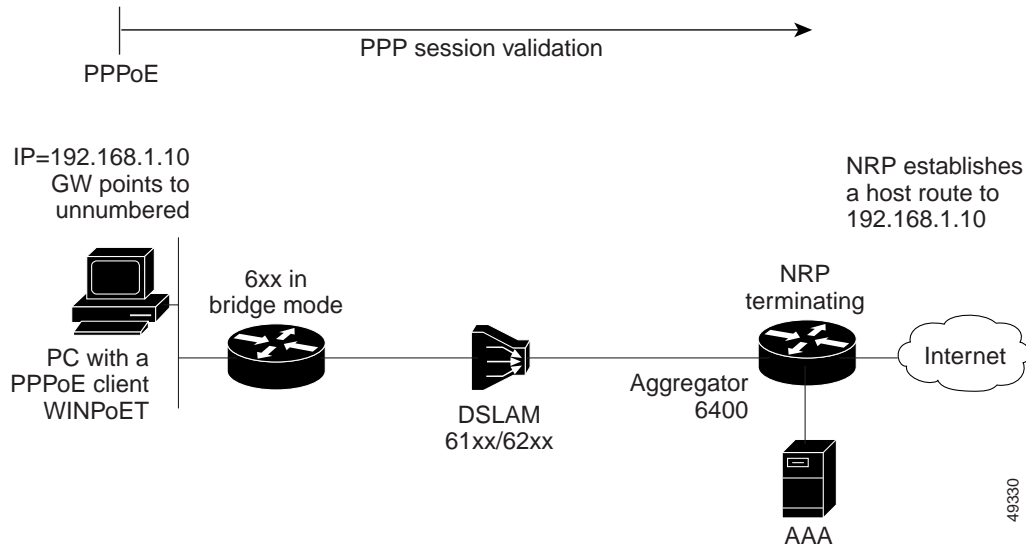 PPP session validation
PPPoE
IP=192.168.1.10
GW points to
unnumbered
NRP establishes
a host route to
192.168.1.10
6xx in
bridge mode
NRP
terminating
Internet
PC with a
PPPoE client
WINPoET
DSLAM
61xx/62xx
Aggregator
6400
AAA
49330